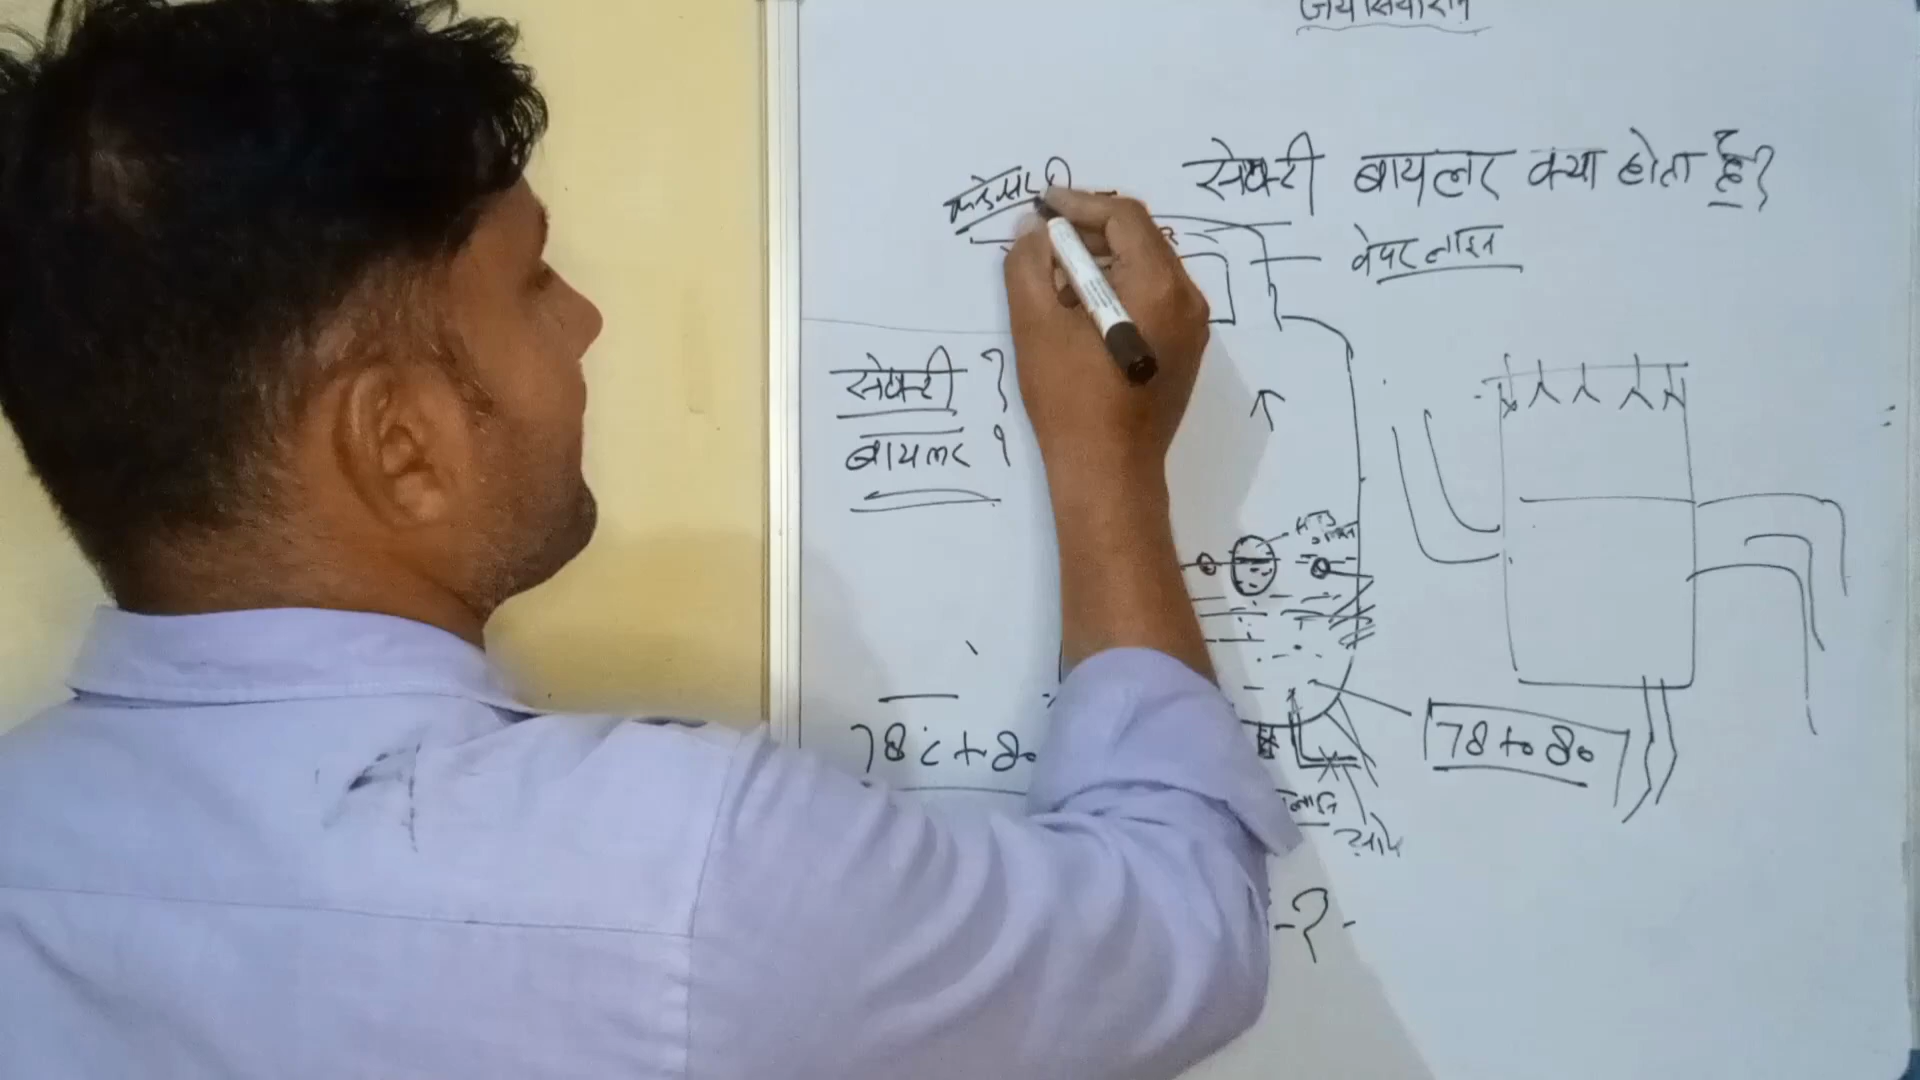 जय सियाराम
सेफ्टी बायलर क्या होता है?
वेपर लाइन
सेफ्टी ?
बायलर ?
78°C to 80
78 to 80
-?-